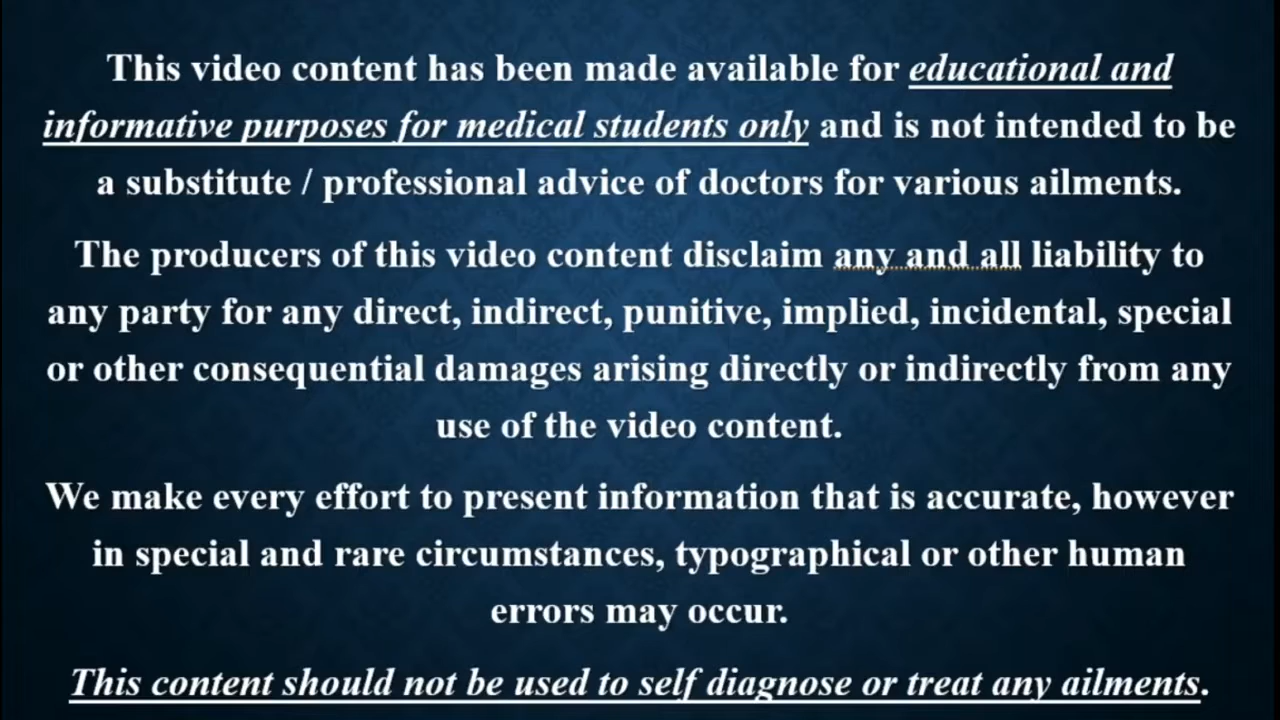 This video content has been made available for educational and
informative purposes for medical students only and is not intended to be
a substitute / professional advice of doctors for various ailments.
The producers of this video content disclaim any and all liability to
any party for any direct, indirect, punitive, implied, incidental, special
or other consequential damages arising directly or indirectly from any
use of the video content.
We make every effort to present information that is accurate, however
in special and rare circumstances, typographical or other human
errors may occur.
This content should not be used to self diagnose or treat any ailments.